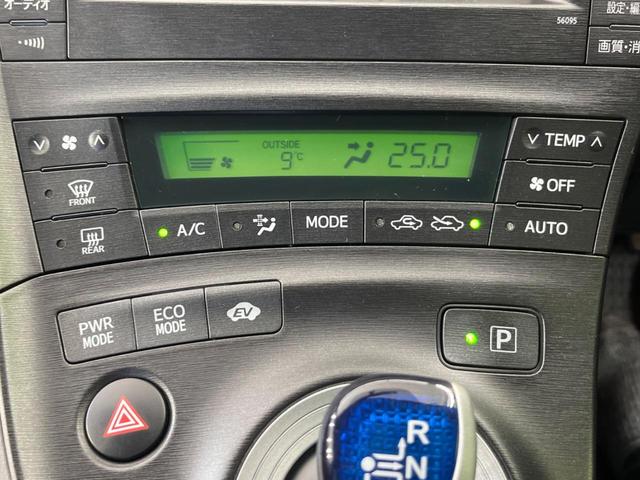 オーディオ
56095
設定・編
画質・消
OUTSIDE
9℃
25.0
TEMP
FRONT
OFF
REAR
A/C
MODE
AUTO
PWR
MODE
ECO
MODE
EV
P
R
N